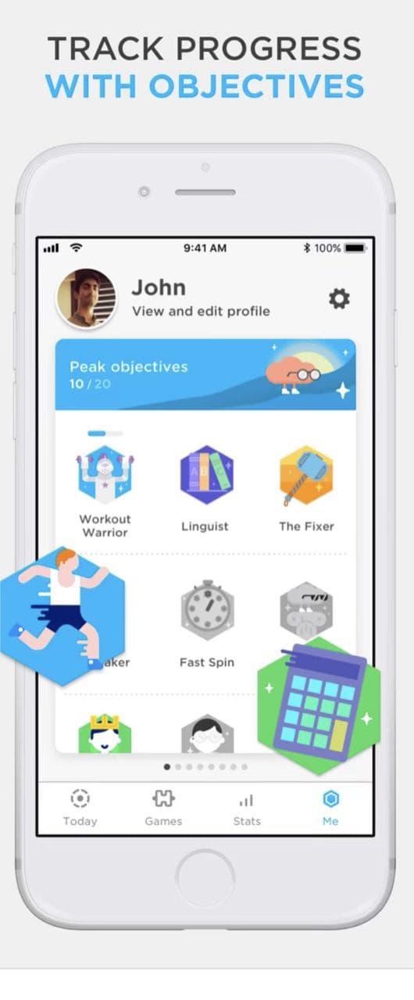 TRACK PROGRESS
WITH OBJECTIVES
9:41 AM
100%
John
View and edit profile
Peak objectives
10 / 20
Workout
Warrior
Linguist
The Fixer
Fast Spin
Today
Games
Stats
Me